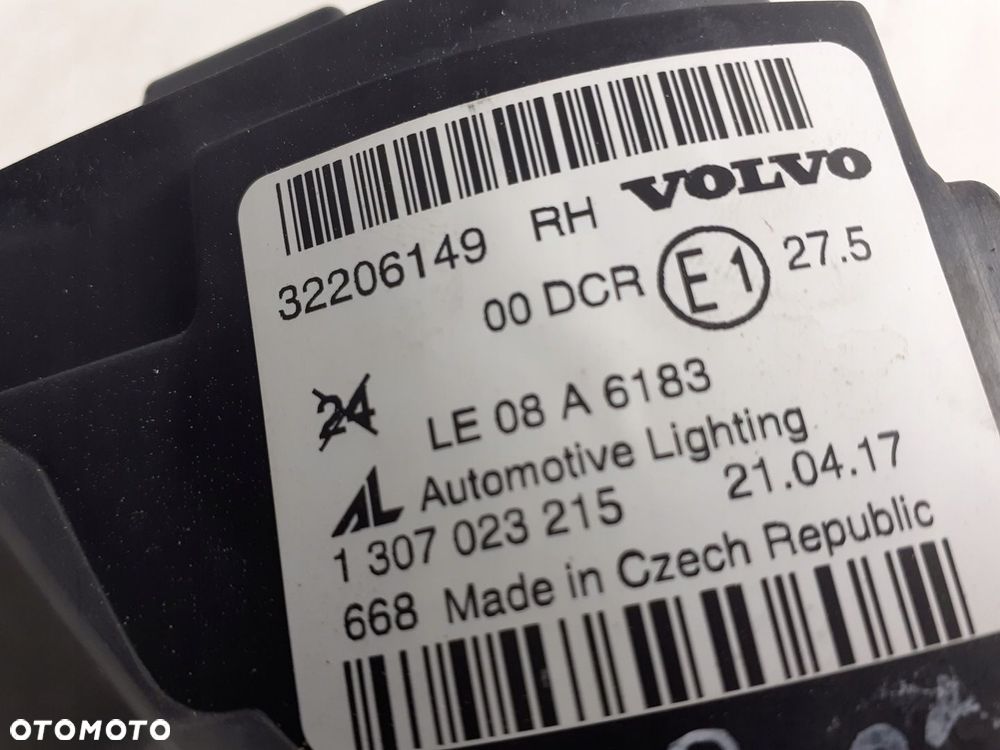 32206149 RH VOLVO
00 DCR E1 27.5
24 LE 08 A 6183
AL Automotive Lighting
1 307 023 215 21.04.17
668 Made in Czech Republic
OTOMOTO